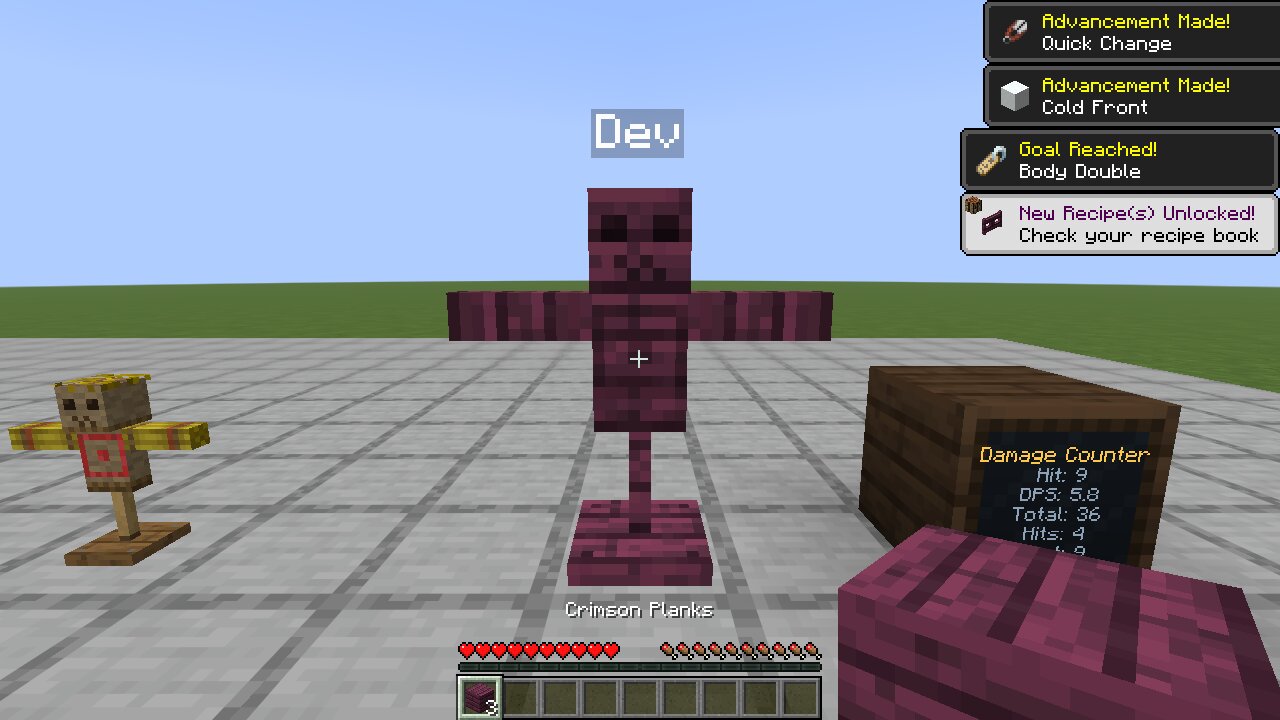 Advancement Made!
Quick Change
Advancement Made!
Cold Front
Goal Reached!
Body Double
New Recipe(s) Unlocked!
Check your recipe book
Dev
Damage Counter
Hit: 9
DPS: 5.8
Total: 36
Hits: 4
Crimson Planks
3